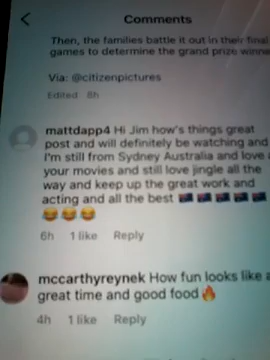 Comments
Then, the families battle it out in their final
games to determine the grand prize winne
Via: @citizenpictures
Edited 8h
mattdapp4 Hi Jim how's things great
post and will definitely be watching and
I'm still from Sydney Australia and love a
your movies and still love jingle all the
way and keep up the great work and
acting and all the best 🇦🇺 🇦🇺 🇦🇺 🇦🇺 🇦🇺
😂 😂 😂
6h 1 like Reply
mccarthyreynek How fun looks like a
great time and good food 🔥
4h 1 like Reply